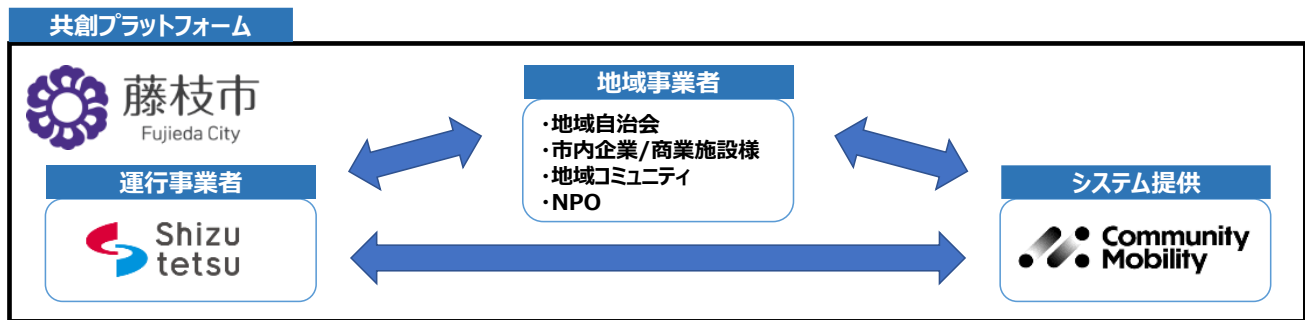 共創プラットフォーム
藤枝市
Fujieda City
地域事業者
・地域自治会
・市内企業/商業施設様
・地域コミュニティ
・NPO
運行事業者
Shizu
tetsu
システム提供
Community
Mobility